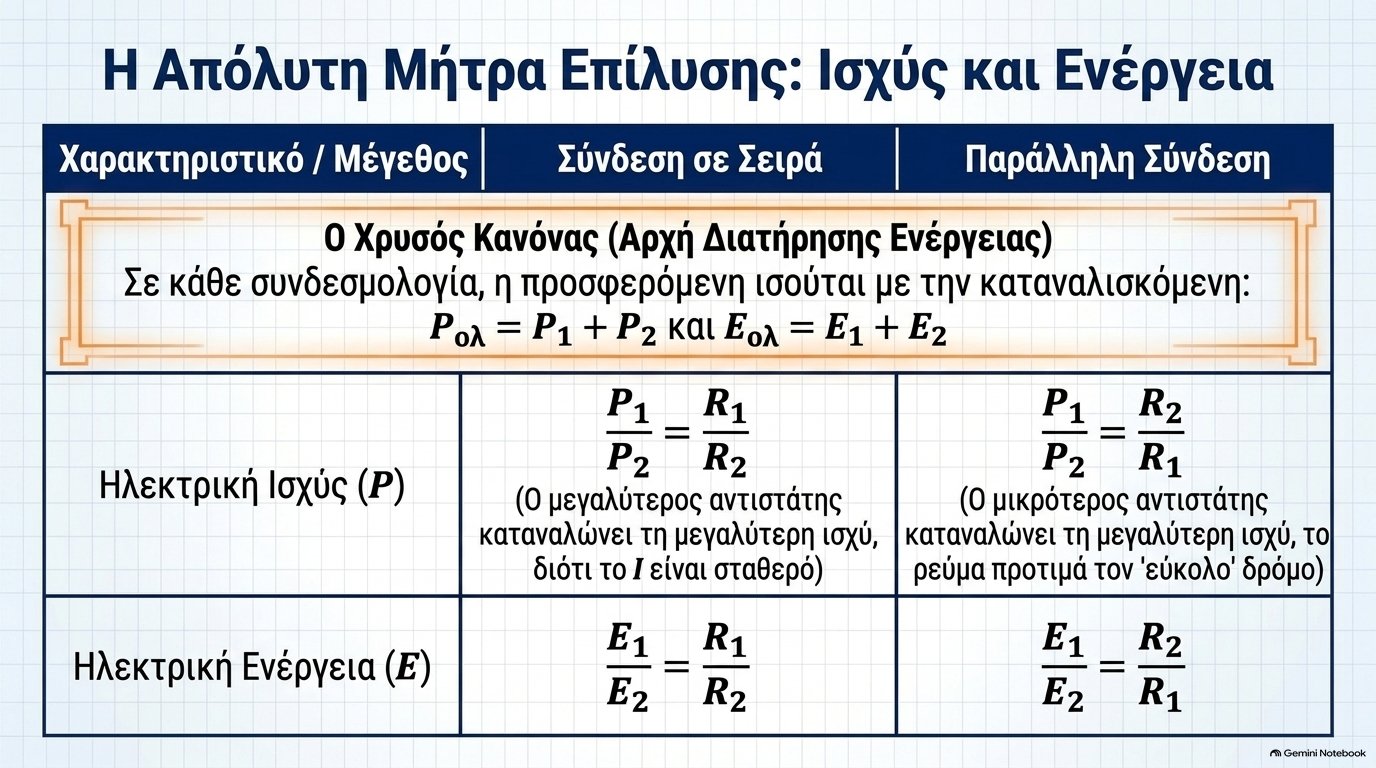 Η Απόλυτη Μήτρα Επίλυσης: Ισχύς και Ενέργεια
Χαρακτηριστικό / Μέγεθος
Σύνδεση σε Σειρά
Παράλληλη Σύνδεση
Ο Χρυσός Κανόνας (Αρχή Διατήρησης Ενέργειας)
Σε κάθε συνδεσμολογία, η προσφερόμενη ισούται με την καταναλισκόμενη:
P_ολ = P_1 + P_2 και E_ολ = E_1 + E_2
Ηλεκτρική Ισχύς (P)
P_1/P_2 = R_1/R_2
(Ο μεγαλύτερος αντιστάτης
καταναλώνει τη μεγαλύτερη ισχύ,
διότι το I είναι σταθερό)
P_1/P_2 = R_2/R_1
(Ο μικρότερος αντιστάτης
καταναλώνει τη μεγαλύτερη ισχύ, το
ρεύμα προτιμά τον 'εύκολο' δρόμο)
Ηλεκτρική Ενέργεια (E)
E_1/E_2 = R_1/R_2
E_1/E_2 = R_2/R_1
Gemini Notebook